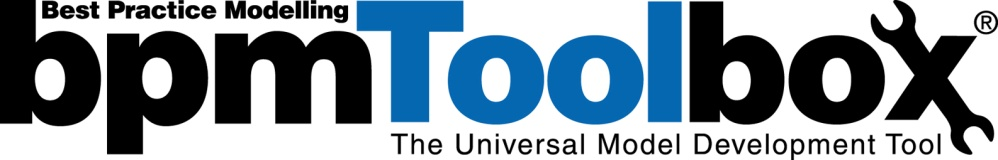 Best Practice Modelling
bpmToolbox®
The Universal Model Development Tool